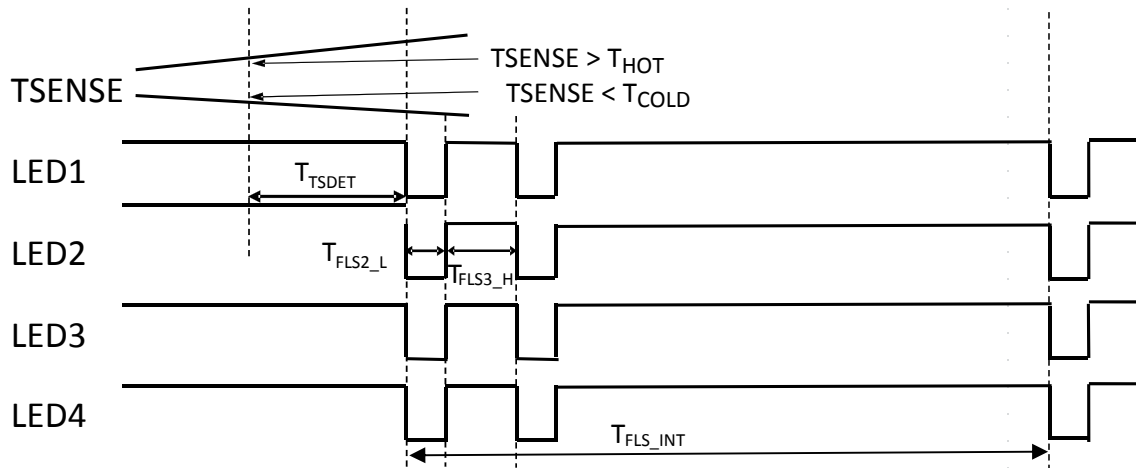 TSENSE > THOT
TSENSE
TSENSE < TCOLD
LED1
TTSDET
LED2
TFLS2_L
TFLS3_H
LED3
LED4
TFLS_INT